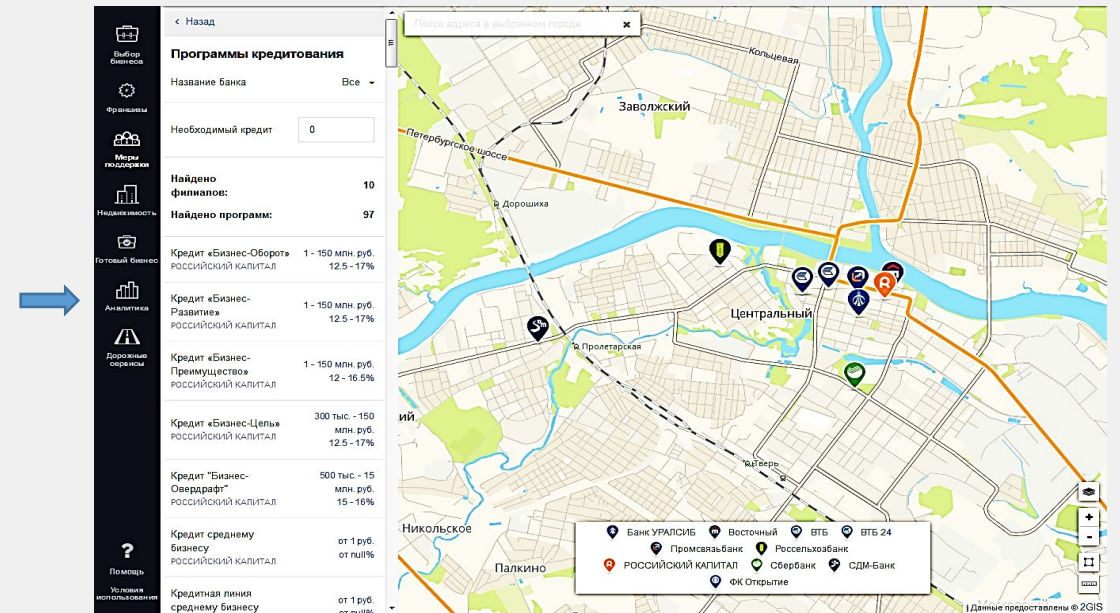 Выбор
бизнеса
Франшизы
Меры
поддержки
Недвижимость
Готовый бизнес
Аналитика
Дорожные
сервисы
?
Помощь
Условия
использования
‹ Назад
Программы кредитования
Название банка Все
Необходимый кредит 0
Найдено
филиалов: 10
Найдено программ: 97
Кредит «Бизнес-Оборот» 1 - 150 млн. руб.
РОССИЙСКИЙ КАПИТАЛ 12.5 - 17%
Кредит «Бизнес-
Развитие» 1 - 150 млн. руб.
РОССИЙСКИЙ КАПИТАЛ 12.5 - 17%
Кредит «Бизнес-
Преимущество» 1 - 150 млн. руб.
РОССИЙСКИЙ КАПИТАЛ 12 - 16.5%
300 тыс. - 150
Кредит «Бизнес-Цель» млн. руб.
РОССИЙСКИЙ КАПИТАЛ 12.5 - 17%
Кредит "Бизнес- 500 тыс. - 15
Овердрафт" млн. руб.
РОССИЙСКИЙ КАПИТАЛ 15 - 16%
Кредит среднему
бизнесу от 1 руб.
РОССИЙСКИЙ КАПИТАЛ от null%
Кредитная линия от 1 руб.
среднему бизнесу от null%
Поиск адреса в выбранном городе ×
Кольцевая
Заволжский
Петербургское шоссе
Дорошиха
Центральный
Пролетарская
ий
Тверь
Никольское
Палкино
Банк УРАЛСИБ Восточный ВТБ ВТБ 24
Промсвязьбанк Россельхозбанк
РОССИЙСКИЙ КАПИТАЛ Сбербанк СДМ-Банк
ФК Открытие
+
-
Данные предоставлены © 2GIS